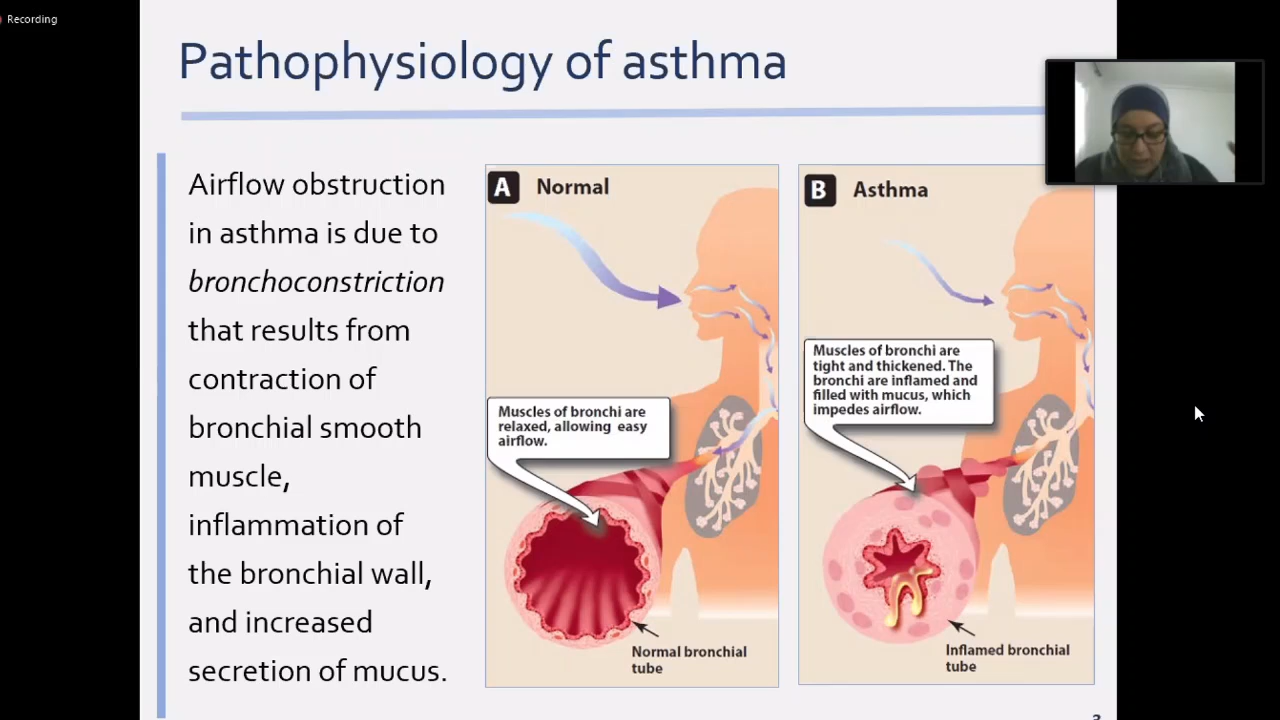 Recording
Pathophysiology of asthma
Airflow obstruction
in asthma is due to
bronchoconstriction
that results from
contraction of
bronchial smooth
muscle,
inflammation of
the bronchial wall,
and increased
secretion of mucus.
A Normal
Muscles of bronchi are
relaxed, allowing easy
airflow.
Normal bronchial
tube
B Asthma
Muscles of bronchi are
tight and thickened. The
bronchi are inflamed and
filled with mucus, which
impedes airflow.
Inflamed bronchial
tube